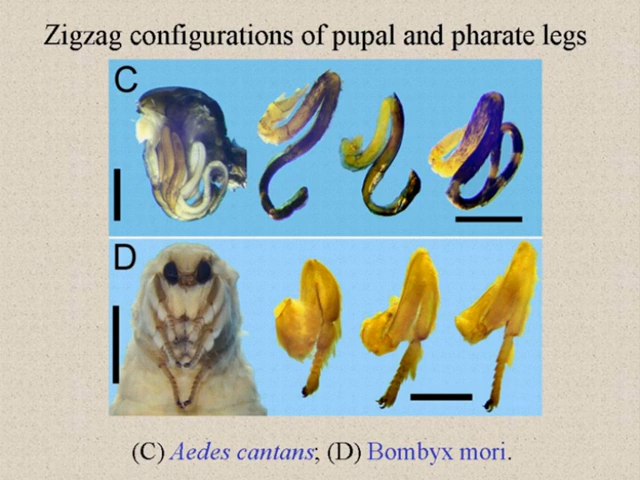 Zigzag configurations of pupal and pharate legs
C
D
(C) Aedes cantans; (D) Bombyx mori.